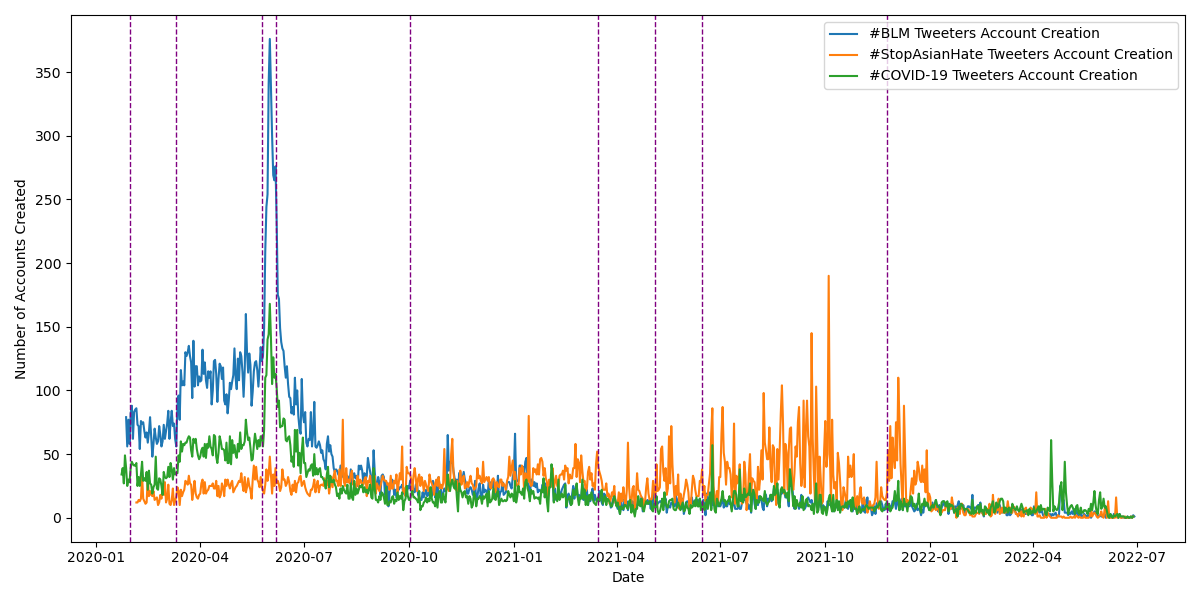 #BLM Tweeters Account Creation
#StopAsianHate Tweeters Account Creation
#COVID-19 Tweeters Account Creation
Number of Accounts Created
350
300
250
200
150
100
50
0
2020-01 2020-04 2020-07 2020-10 2021-01 2021-04 2021-07 2021-10 2022-01 2022-04 2022-07
Date